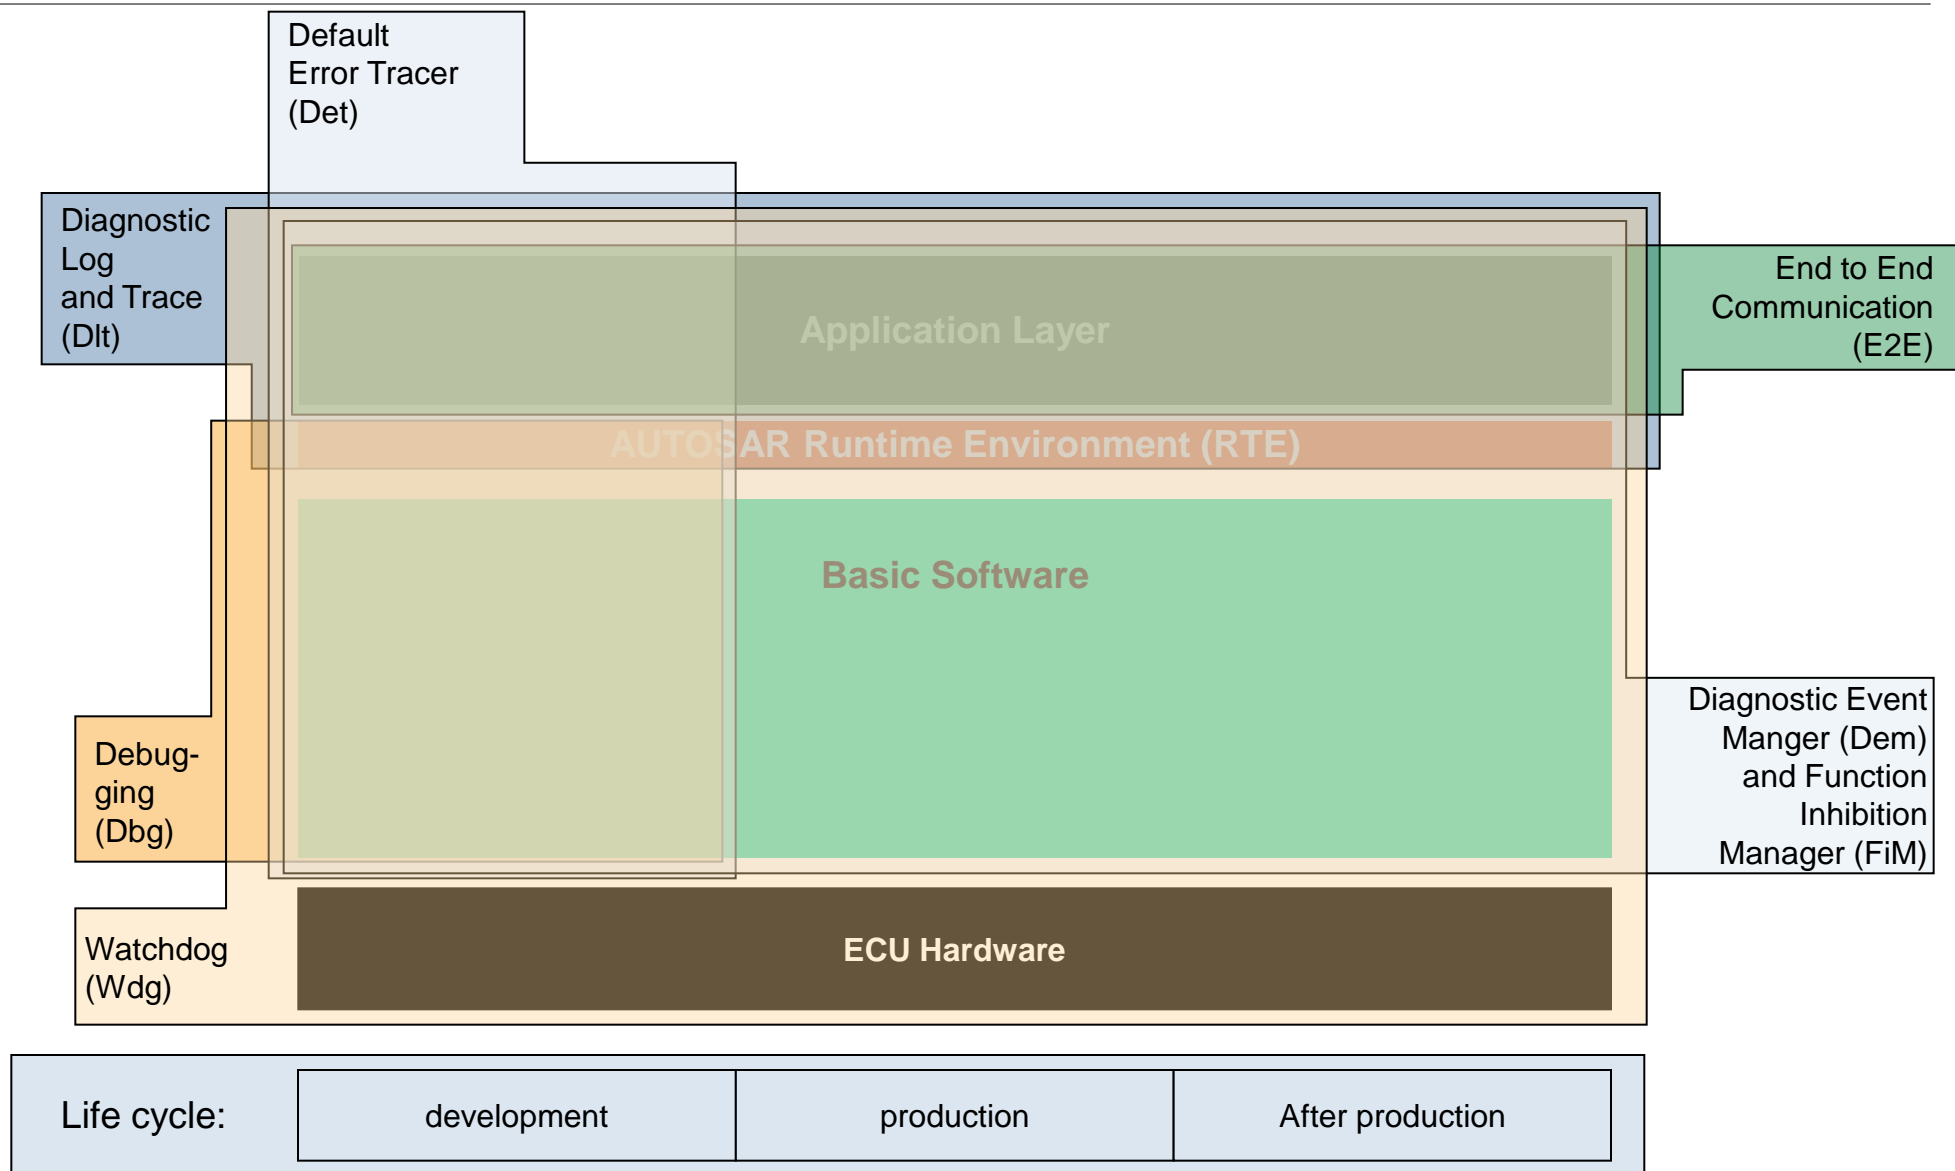 Default
Error Tracer
(Det)
Diagnostic
Log
and Trace
(Dlt)
End to End
Communication
(E2E)
Application Layer
AUTOSAR Runtime Environment (RTE)
Basic Software
Diagnostic Event
Manger (Dem)
and Function
Inhibition
Manager (FiM)
Debug-
ging
(Dbg)
Watchdog
(Wdg)
ECU Hardware
Life cycle:
development
production
After production